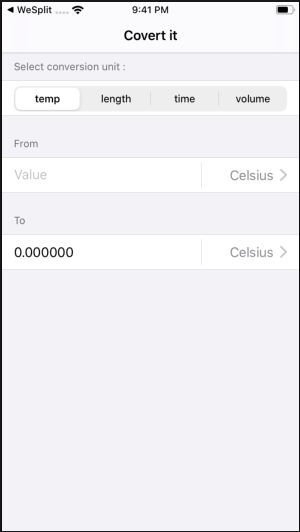 ◀ WeSplit 9:41 PM
Covert it
Select conversion unit :
temp length time volume
From
Value Celsius
To
0.000000 Celsius